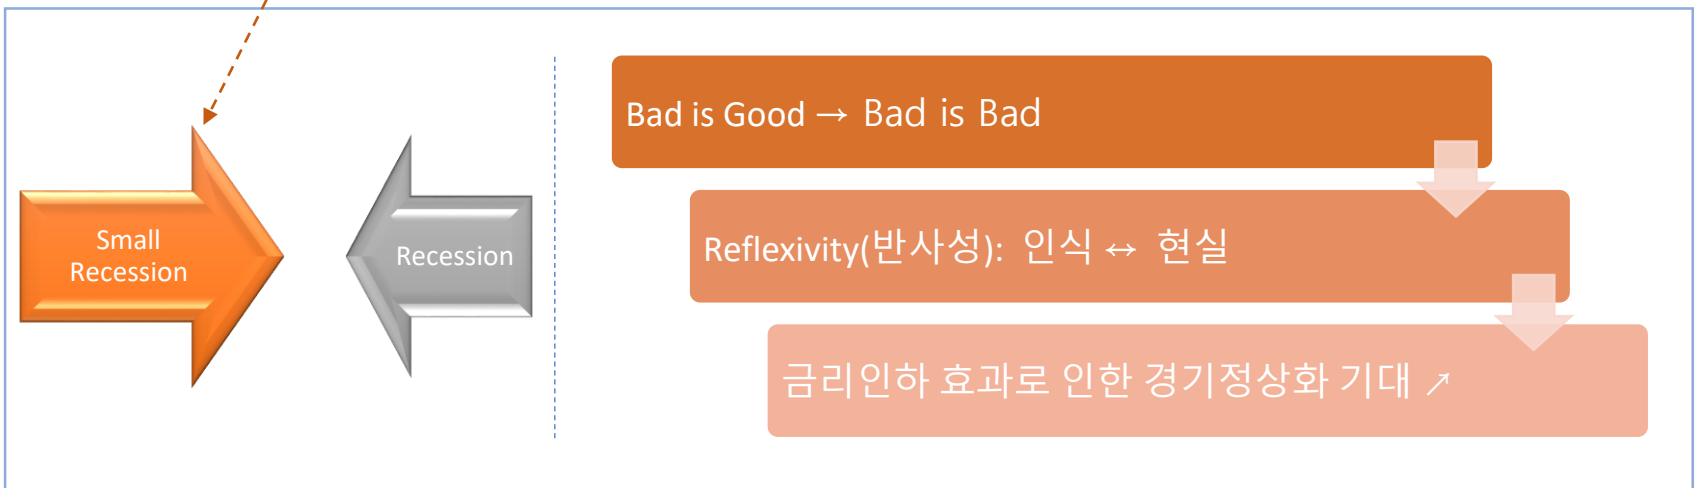 Small
Recession
Recession
Bad is Good → Bad is Bad
Reflexivity(반사성): 인식 ↔ 현실
금리인하 효과로 인한 경기정상화 기대 ↗